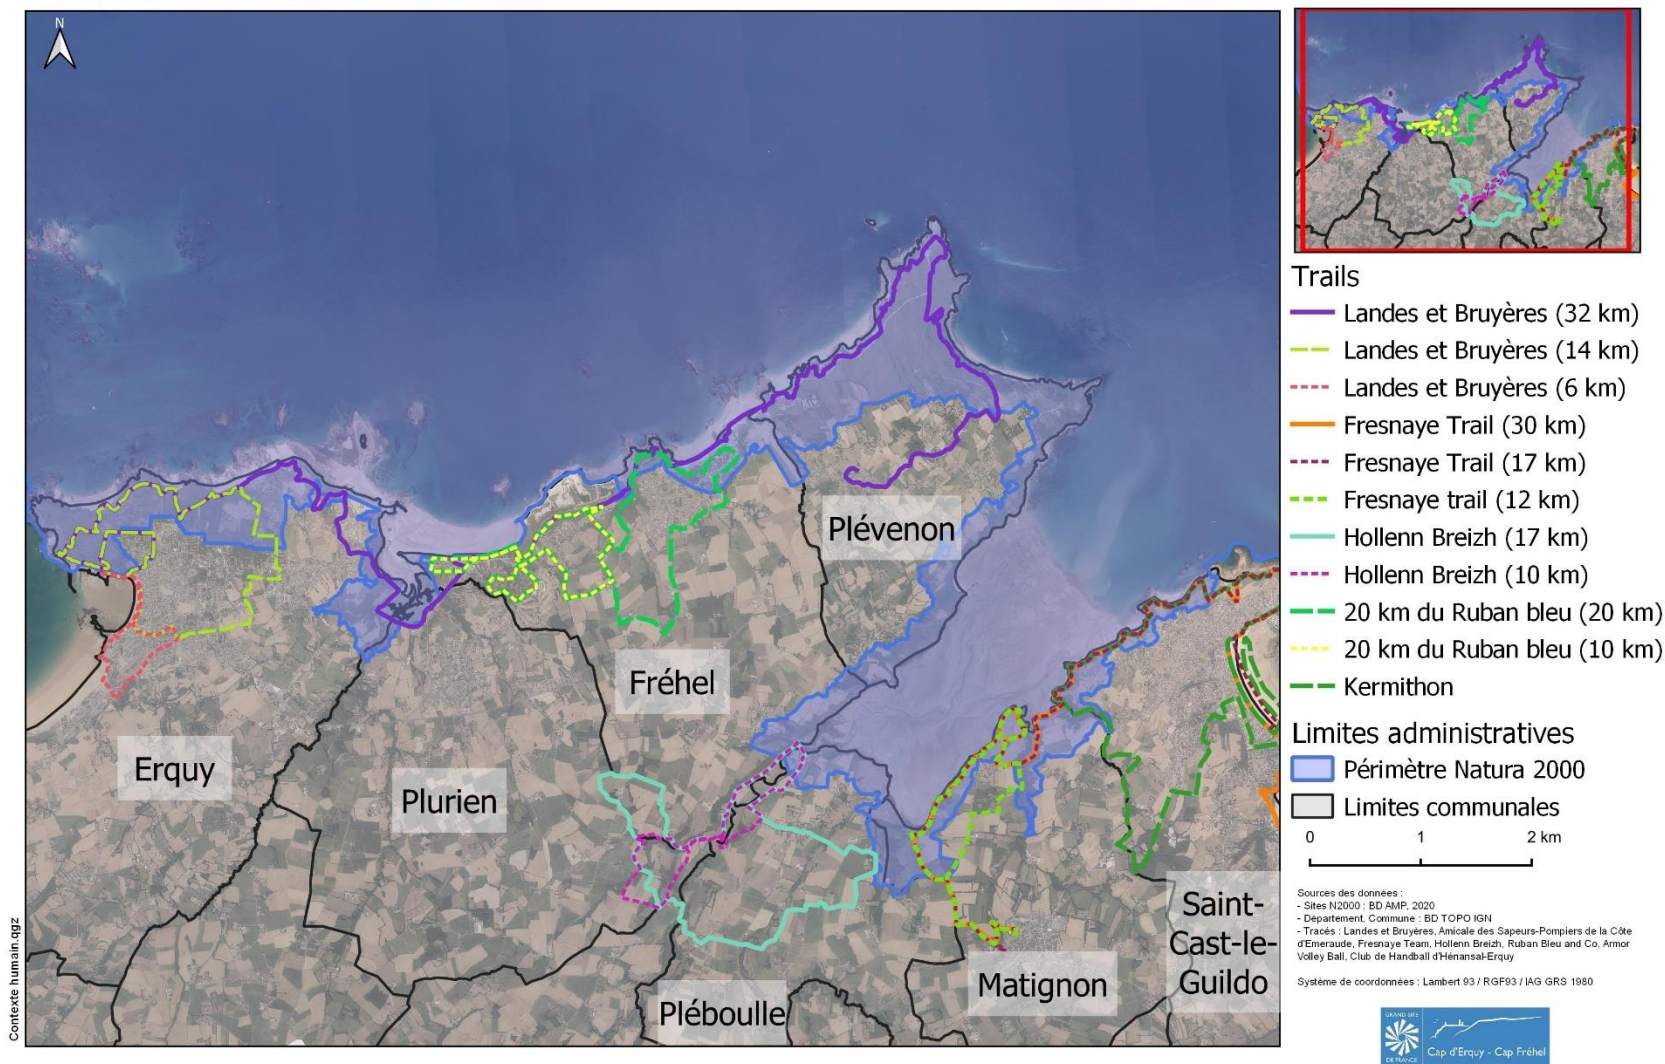 N
Plévenon
Fréhel
Erquy
Plurien
Saint-
Cast-le-
Guildo
Matignon
Pléboulle
Contexte humain.qgz
Trails
Landes et Bruyères (32 km)
Landes et Bruyères (14 km)
Landes et Bruyères (6 km)
Fresnaye Trail (30 km)
Fresnaye Trail (17 km)
Fresnaye trail (12 km)
Hollenn Breizh (17 km)
Hollenn Breizh (10 km)
20 km du Ruban bleu (20 km)
20 km du Ruban bleu (10 km)
Kermithon
Limites administratives
Périmètre Natura 2000
Limites communales
0 1 2 km
Sources des données :
- Sites N2000 : BD AMP, 2020
- Département, Commune : BD TOPO IGN
- Tracés : Landes et Bruyères, Amicale des Sapeurs-Pompiers de la Côte
d'Emeraude, Fresnaye Team, Hollenn Breizh, Ruban Bleu and Co, Armor
Volley Ball, Club de Handball d'Hénansal-Erquy
Système de coordonnées : Lambert 93 / RGF93 / IAG GRS 1980
GRAND SITE
DE FRANCE
Cap d'Erquy - Cap Fréhel